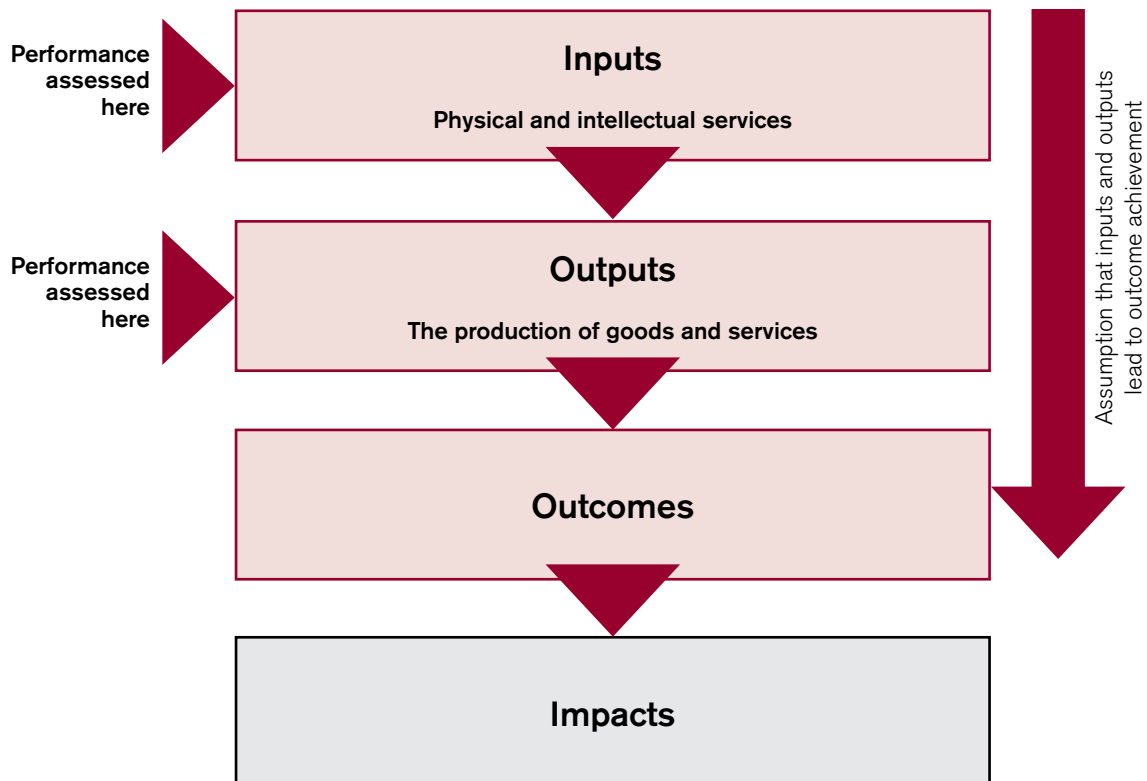 Performance
assessed
here
Inputs
Physical and intellectual services
Performance
assessed
here
Outputs
The production of goods and services
Outcomes
Impacts
Assumption that inputs and outputs
lead to outcome achievement